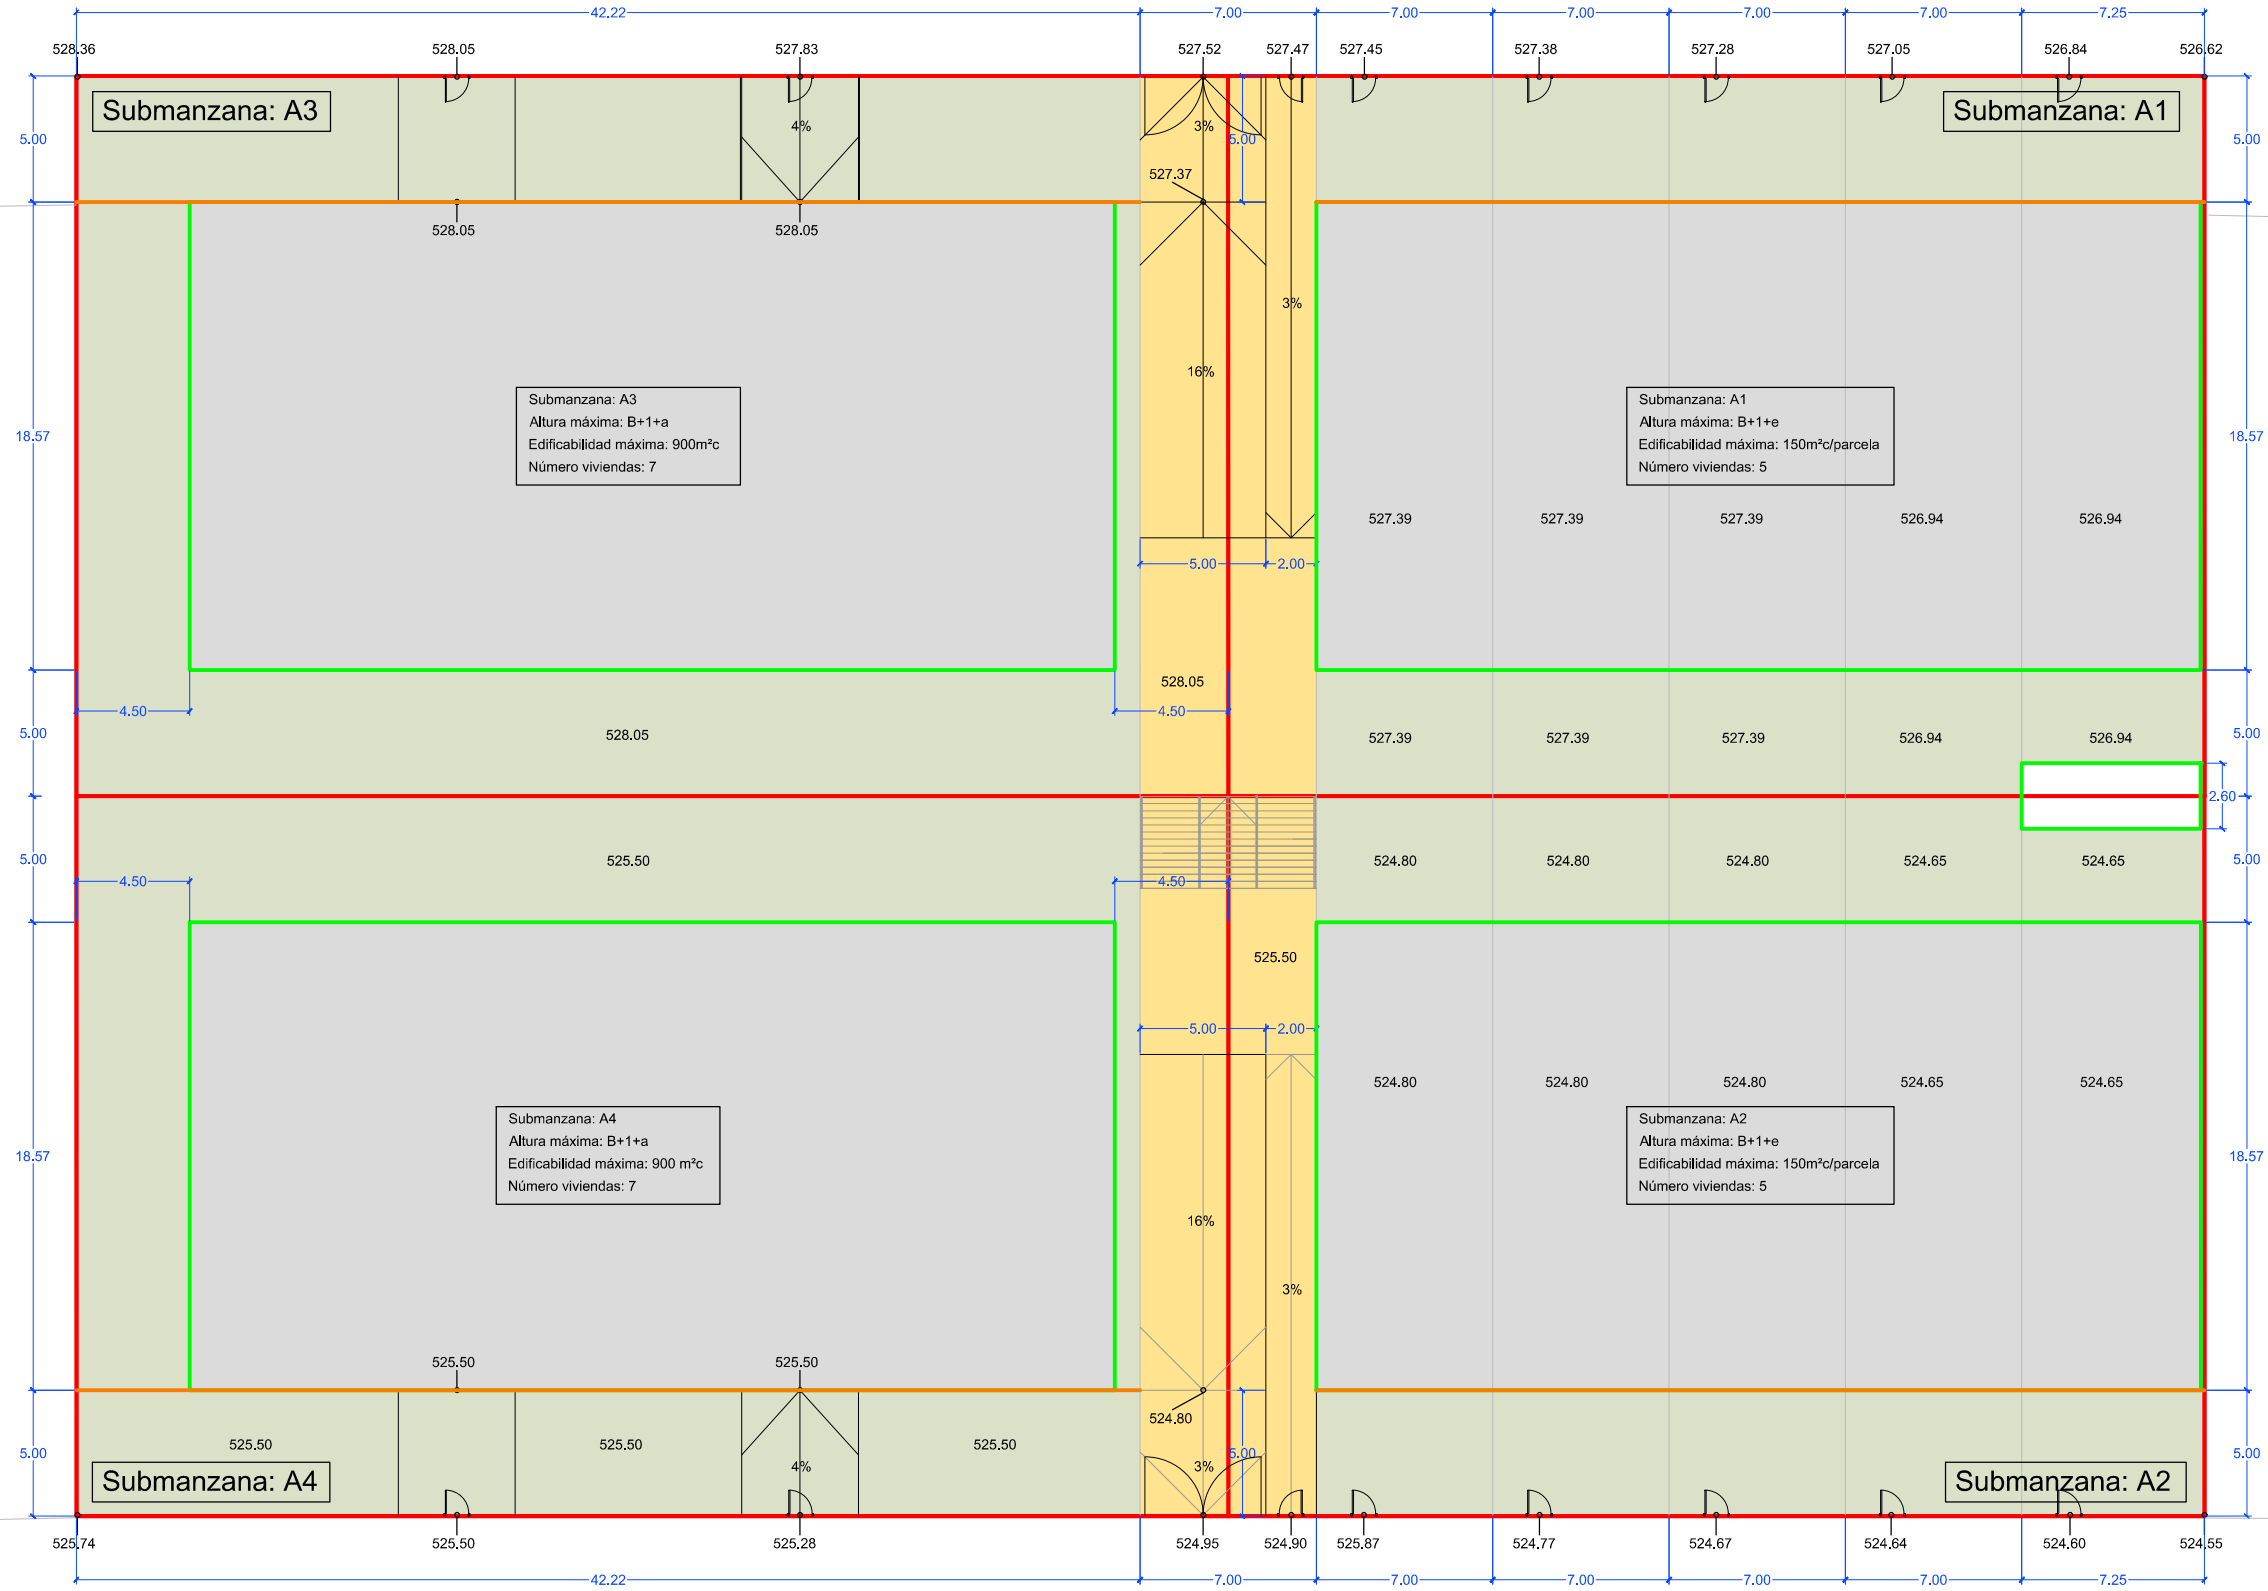 42.22 7.00 7.00 7.00 7.00 7.00 7.25
528.36 528.05 527.83 527.52 527.47 527.45 527.38 527.28 527.05 526.84 526.62
Submanzana: A3
Submanzana: A1
4% 3%
5.00 5.00 5.00
527.37
528.05 528.05
3%
16%
Submanzana: A3
Altura máxima: B+1+a
Edificabilidad máxima: 900m²c
Número viviendas: 7
Submanzana: A1
Altura máxima: B+1+e
Edificabilidad máxima: 150m²c/parcela
Número viviendas: 5
18.57 18.57
527.39 527.39 527.39 526.94 526.94
5.00 2.00
528.05
4.50 4.50
5.00 528.05 527.39 527.39 527.39 526.94 526.94 5.00
2.60
5.00 525.50 524.80 524.80 524.80 524.65 524.65 5.00
4.50 4.50
525.50
5.00 2.00
524.80 524.80 524.80 524.65 524.65
Submanzana: A4
Altura máxima: B+1+a
Edificabilidad máxima: 900 m²c
Número viviendas: 7
Submanzana: A2
Altura máxima: B+1+e
Edificabilidad máxima: 150m²c/parcela
Número viviendas: 5
18.57 18.57
16%
3%
525.50 525.50
524.80
525.50 525.50 525.50
5.00 5.00 5.00
4% 3%
Submanzana: A4
Submanzana: A2
525.74 525.50 525.28 524.95 524.90 525.87 524.77 524.67 524.64 524.60 524.55
42.22 7.00 7.00 7.00 7.00 7.00 7.25